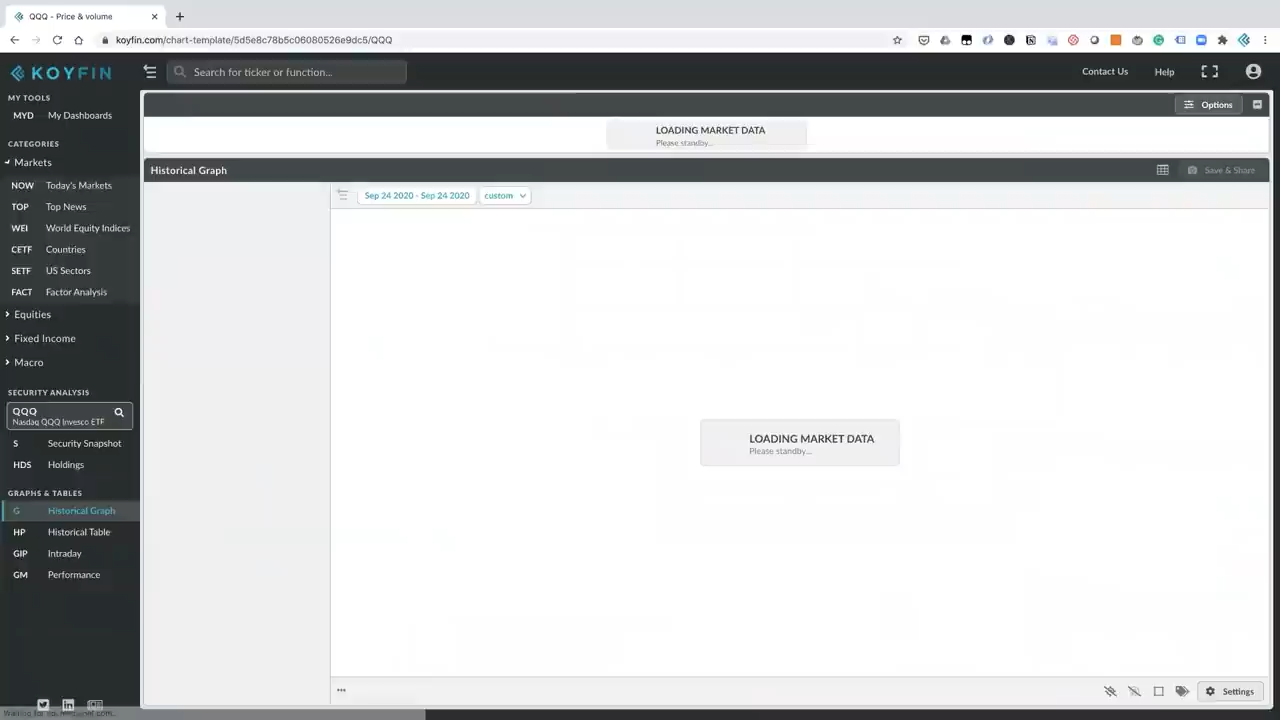 QQQ - Price & volume
koyfin.com/chart-template/5d5e8c78b5c06080526e9dc5/QQQ
KOYFIN
Search for ticker or function...
Contact Us
Help
MY TOOLS
MYD My Dashboards
CATEGORIES
Markets
NOW Today's Markets
TOP Top News
WEI World Equity Indices
CETF Countries
SETF US Sectors
FACT Factor Analysis
Equities
Fixed Income
Macro
SECURITY ANALYSIS
QQQ
Nasdaq QQQ Invesco ETF
S Security Snapshot
HDS Holdings
GRAPHS & TABLES
G Historical Graph
HP Historical Table
GIP Intraday
GM Performance
Options
LOADING MARKET DATA
Please standby...
Historical Graph
Save & Share
Sep 24 2020 - Sep 24 2020
custom
LOADING MARKET DATA
Please standby...
Settings